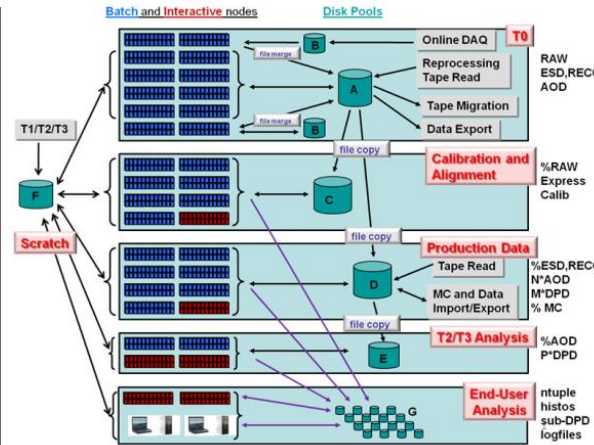 Batch and Interactive nodes
Disk Pools
T0
B
Online DAQ
file merge
Reprocessing
Tape Read
A
Tape Migration
file merge
B
Data Export
RAW
ESD,RECO
AOD
T1/T2/T3
F
Scratch
file copy
Calibration and
Alignment
C
%RAW
Express
Calib
file copy
Production Data
Tape Read
D
MC and Data
Import/Export
%ESD,RECO
N*AOD
M*DPD
% MC
file copy
T2/T3 Analysis
E
%AOD
P*DPD
End-User
Analysis
G
ntuple
histos
sub-DPD
logfiles